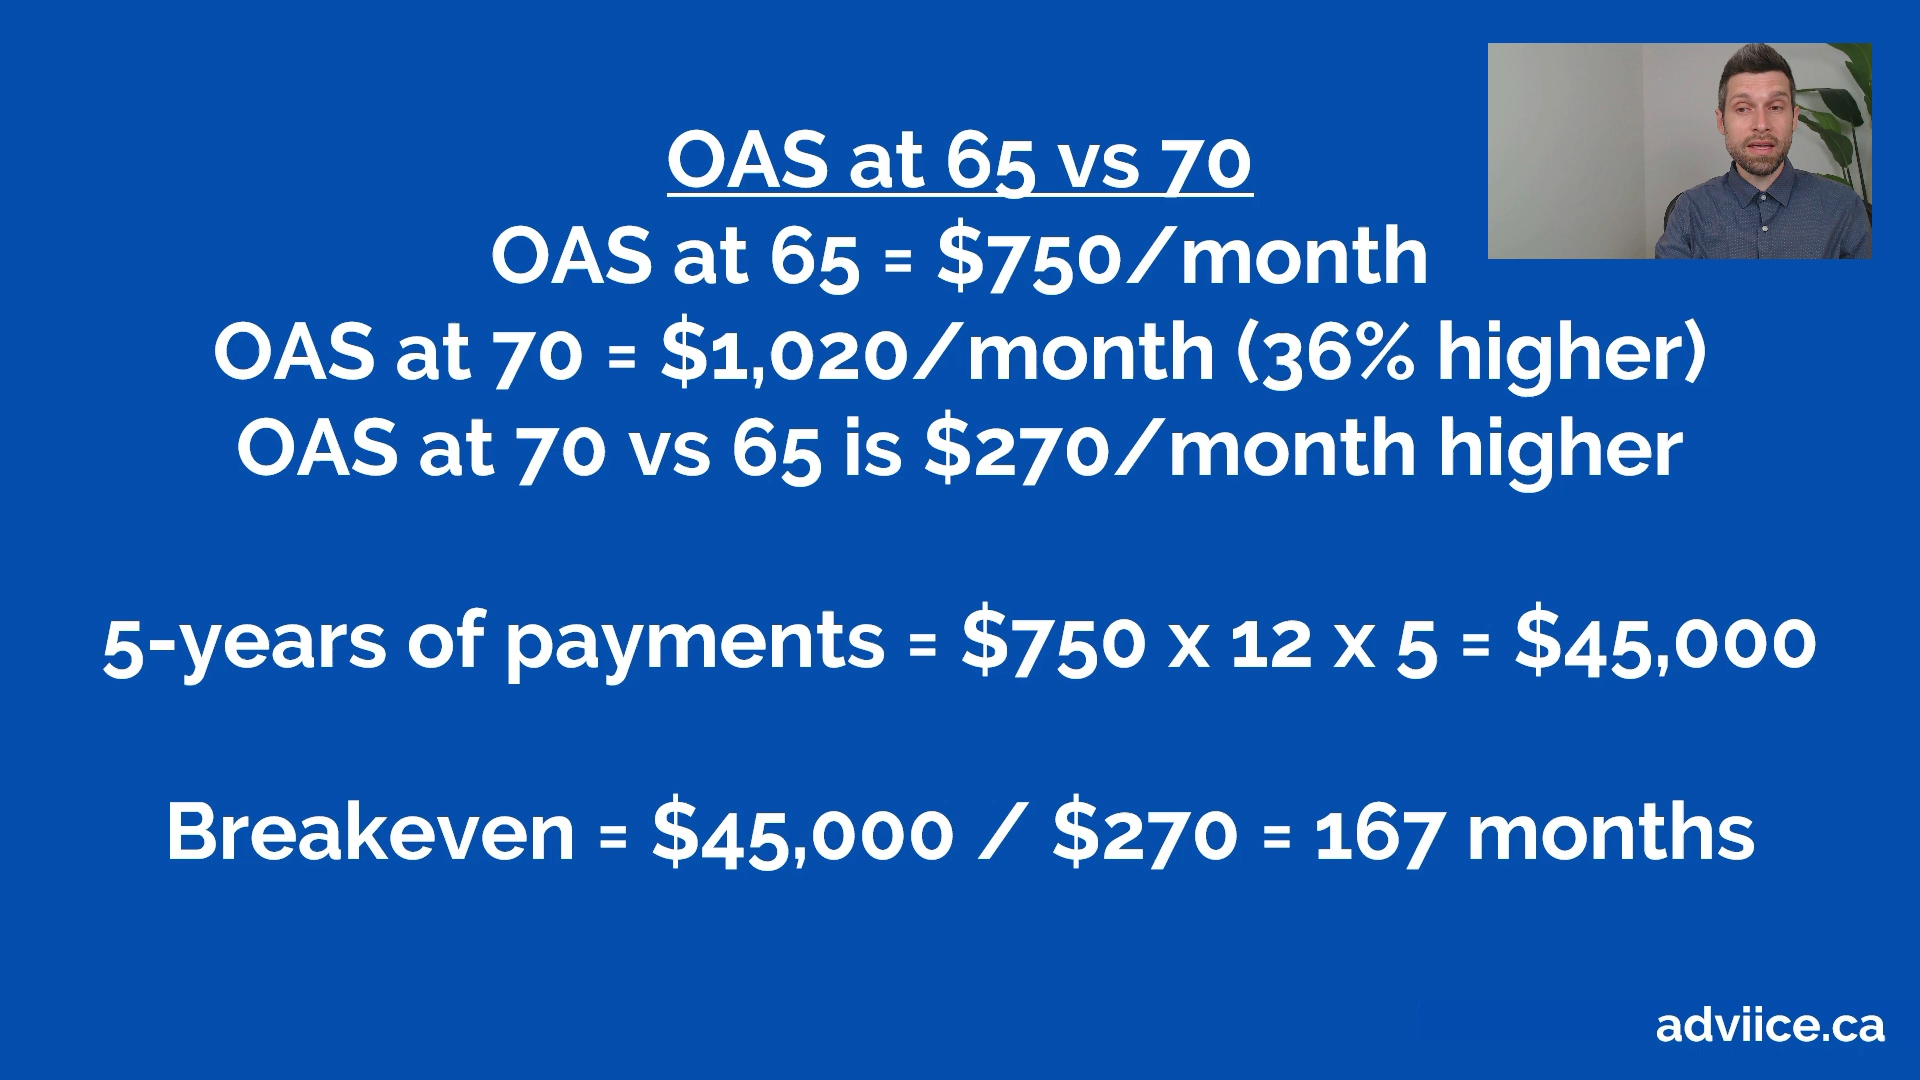 OAS at 65 vs 70
OAS at 65 = $750/month
OAS at 70 = $1,020/month (36% higher)
OAS at 70 vs 65 is $270/month higher
5-years of payments = $750 x 12 x 5 = $45,000
Breakeven = $45,000 / $270 = 167 months
adviice.ca